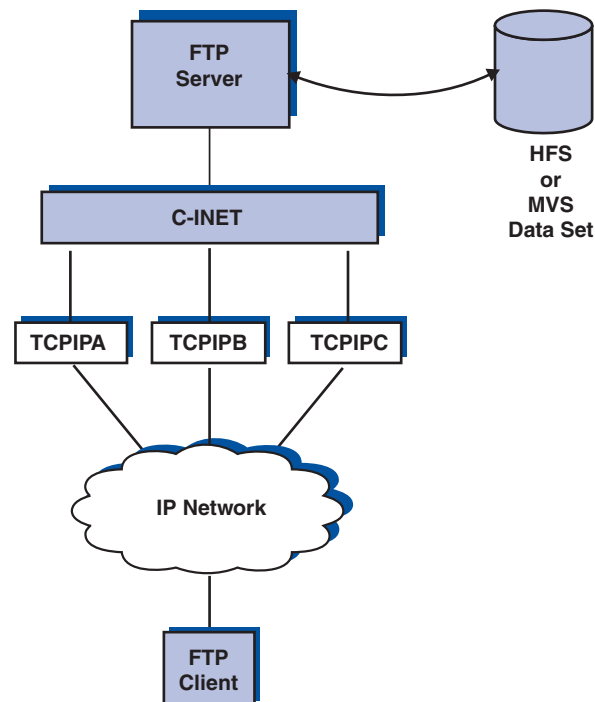 FTP
Server
HFS
or
MVS
Data Set
C-INET
TCPIPA
TCPIPB
TCPIPC
IP Network
FTP
Client